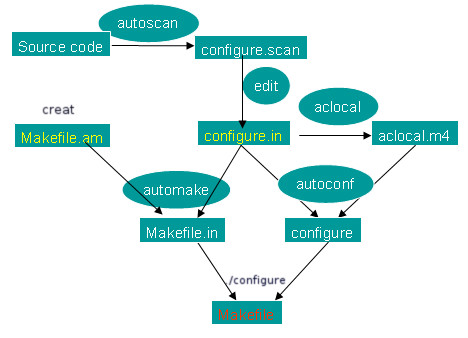 autoscan
Source code
configure.scan
edit
creat
aclocal
Makefile.am
configure.in
aclocal.m4
automake
autoconf
Makefile.in
configure
./configure